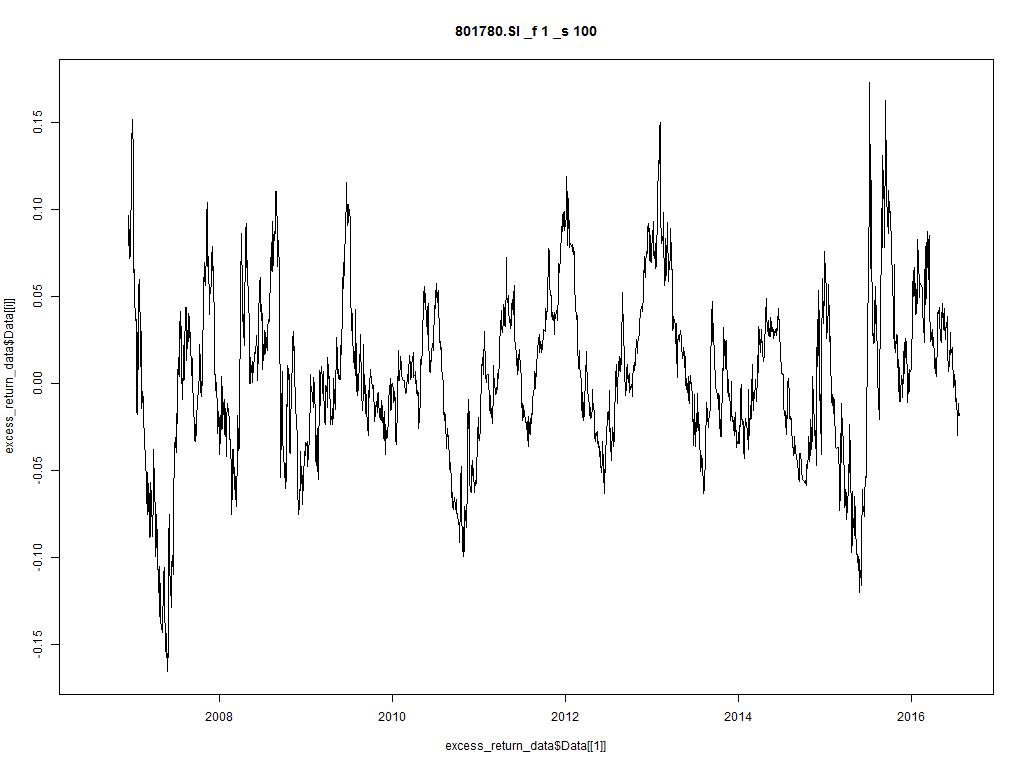 801780.SI _f 1 _s 100
excess_return_data$Data[[i]]
0.15
0.10
0.05
0.00
-0.05
-0.10
-0.15
2008 2010 2012 2014 2016
excess_return_data$Data[[1]]